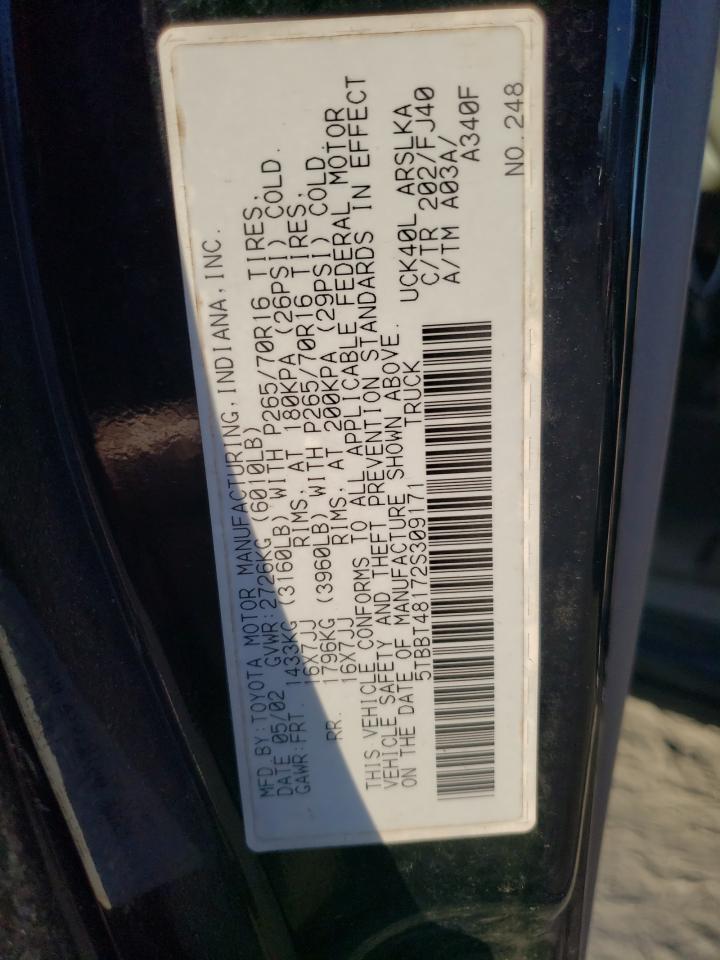 MFD. BY: TOYOTA MOTOR MANUFACTURING, INDIANA, INC.
DATE 05/02 GVWR: 2726KG (6010LB)
GAWR: FRT. 1433KG (3160LB) WITH P265/70R16 TIRES,
16X7JJ RIMS, AT 180KPA (26PSI) COLD.
RR. 1796KG (3960LB) WITH P265/70R16 TIRES,
16X7JJ RIMS, AT 200KPA (29PSI) COLD.
THIS VEHICLE CONFORMS TO ALL APPLICABLE FEDERAL MOTOR
VEHICLE SAFETY AND THEFT PREVENTION STANDARDS IN EFFECT
ON THE DATE OF MANUFACTURE SHOWN ABOVE.
5TBBT48172S309171 TRUCK
UCK40L ARSLKA
C/TR 202/FJ40
A/TM A03A/
A340F
NO. 248